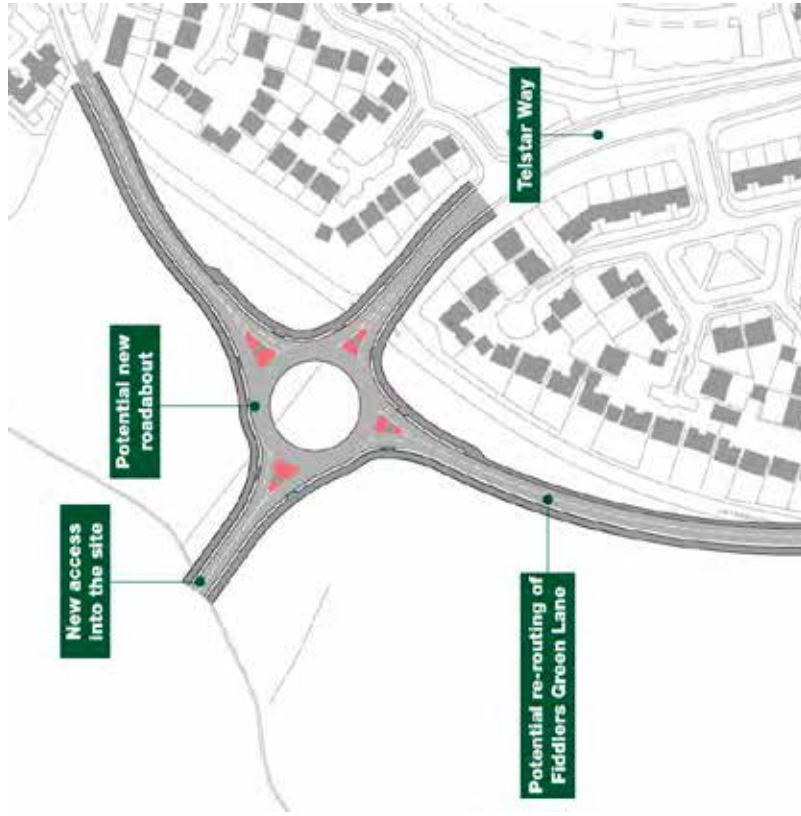 Telstar Way
Potential new
roadabout
New access
into the site
Potential re-routing of
Fiddlers Green Lane